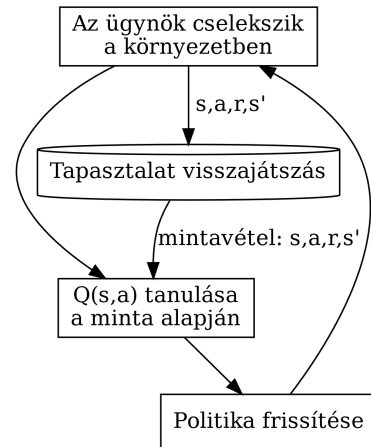 Az ügynök cselekszik
a környezetben
s,a,r,s'
Tapasztalat visszajátszás
mintavétel: s,a,r,s'
Q(s,a) tanulása
a minta alapján
Politika frissítése